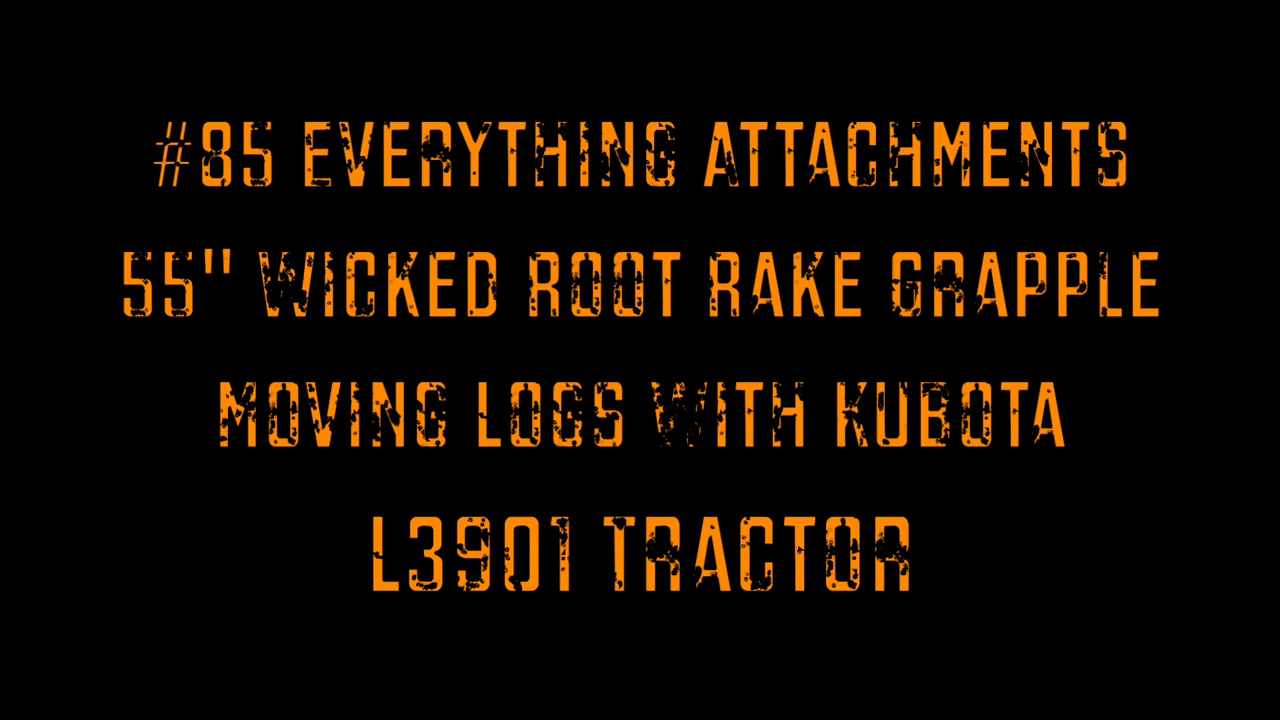 #85 EVERYTHING ATTACHMENTS
55" WICKED ROOT RAKE GRAPPLE
MOVING LOGS WITH KUBOTA
L3901 TRACTOR